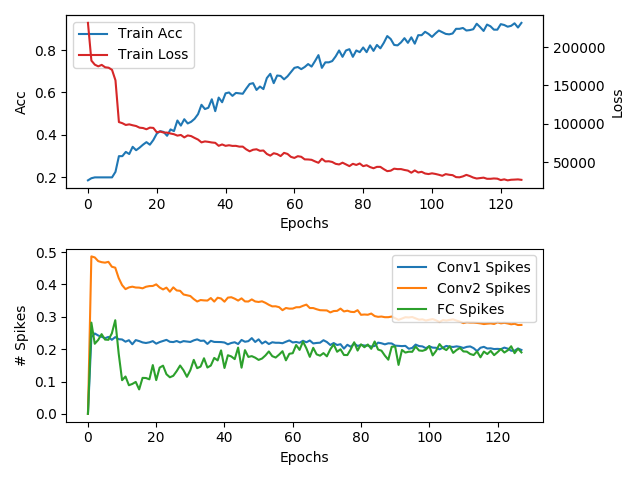 Train Acc
Train Loss
0.8
0.6
0.4
0.2
Acc
200000
150000
100000
50000
Loss
0 20 40 60 80 100 120
Epochs
Conv1 Spikes
Conv2 Spikes
FC Spikes
0.5
0.4
0.3
0.2
0.1
0.0
# Spikes
0 20 40 60 80 100 120
Epochs